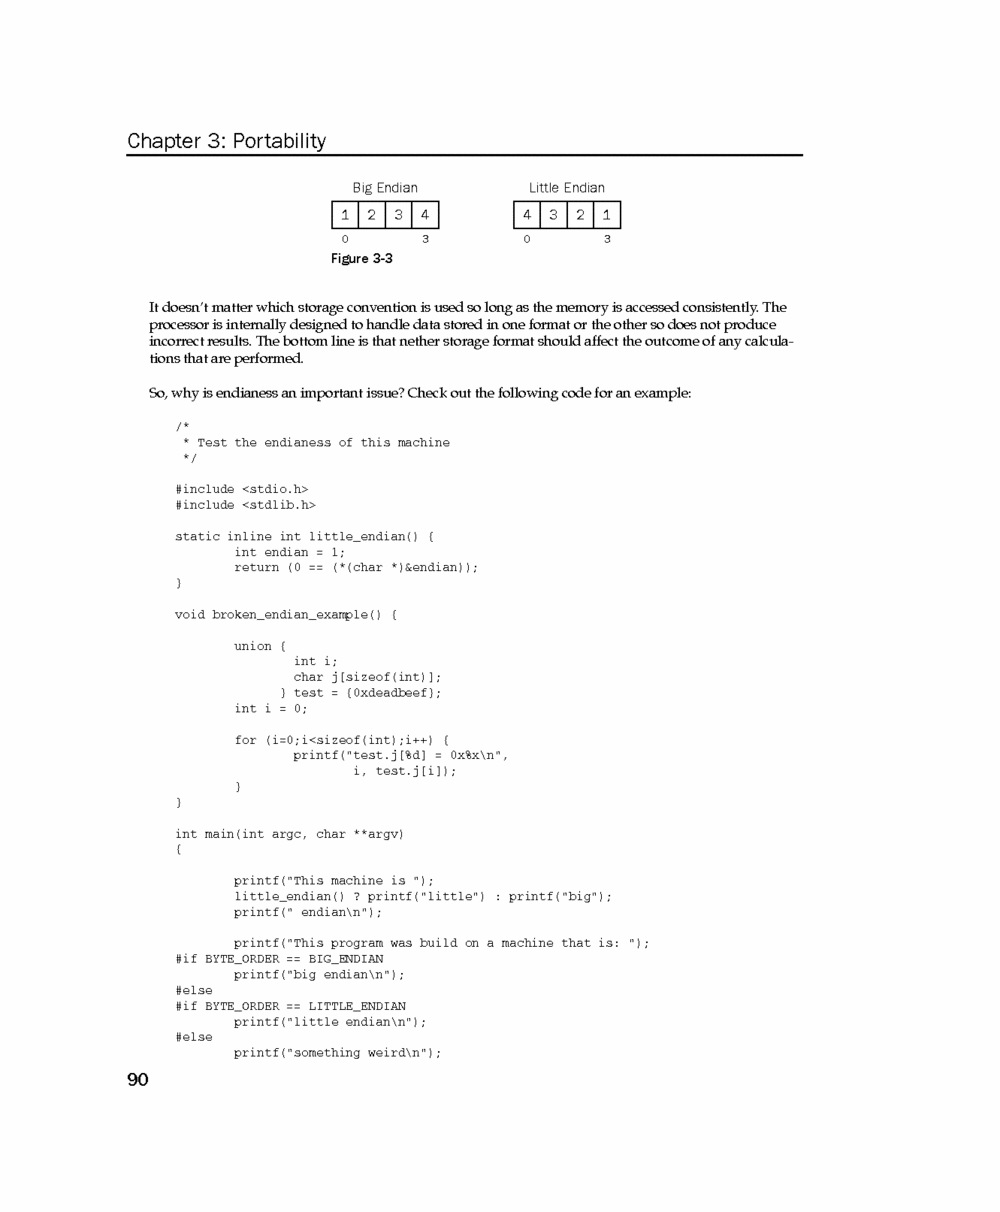 Chapter 3: Portability
Big Endian
Little Endian
1 2 3 4
4 3 2 1
0 3
0 3
Figure 3-3
It doesn't matter which storage convention is used so long as the memory is accessed consistently. The
processor is internally designed to handle data stored in one format or the other so does not produce
incorrect results. The bottom line is that nether storage format should affect the outcome of any calcula-
tions that are performed.
So, why is endianess an important issue? Check out the following code for an example:
/*
 * Test the endianess of this machine
 */
#include <stdio.h>
#include <stdlib.h>
static inline int little_endian() {
        int endian = 1;
        return (0 == (*(char *)&endian));
}
void broken_endian_example() {
        union {
                int i;
                char j[sizeof(int)];
              } test = {0xdeadbeef};
        int i = 0;
        for (i=0;i<sizeof(int);i++) {
                printf("test.j[%d] = 0x%x\n",
                        i, test.j[i]);
        }
}
int main(int argc, char **argv)
{
        printf("This machine is ");
        little_endian() ? printf("little") : printf("big");
        printf(" endian\n");
        printf("This program was build on a machine that is: ");
#if BYTE_ORDER == BIG_ENDIAN
        printf("big endian\n");
#else
#if BYTE_ORDER == LITTLE_ENDIAN
        printf("little endian\n");
#else
        printf("something weird\n");
90